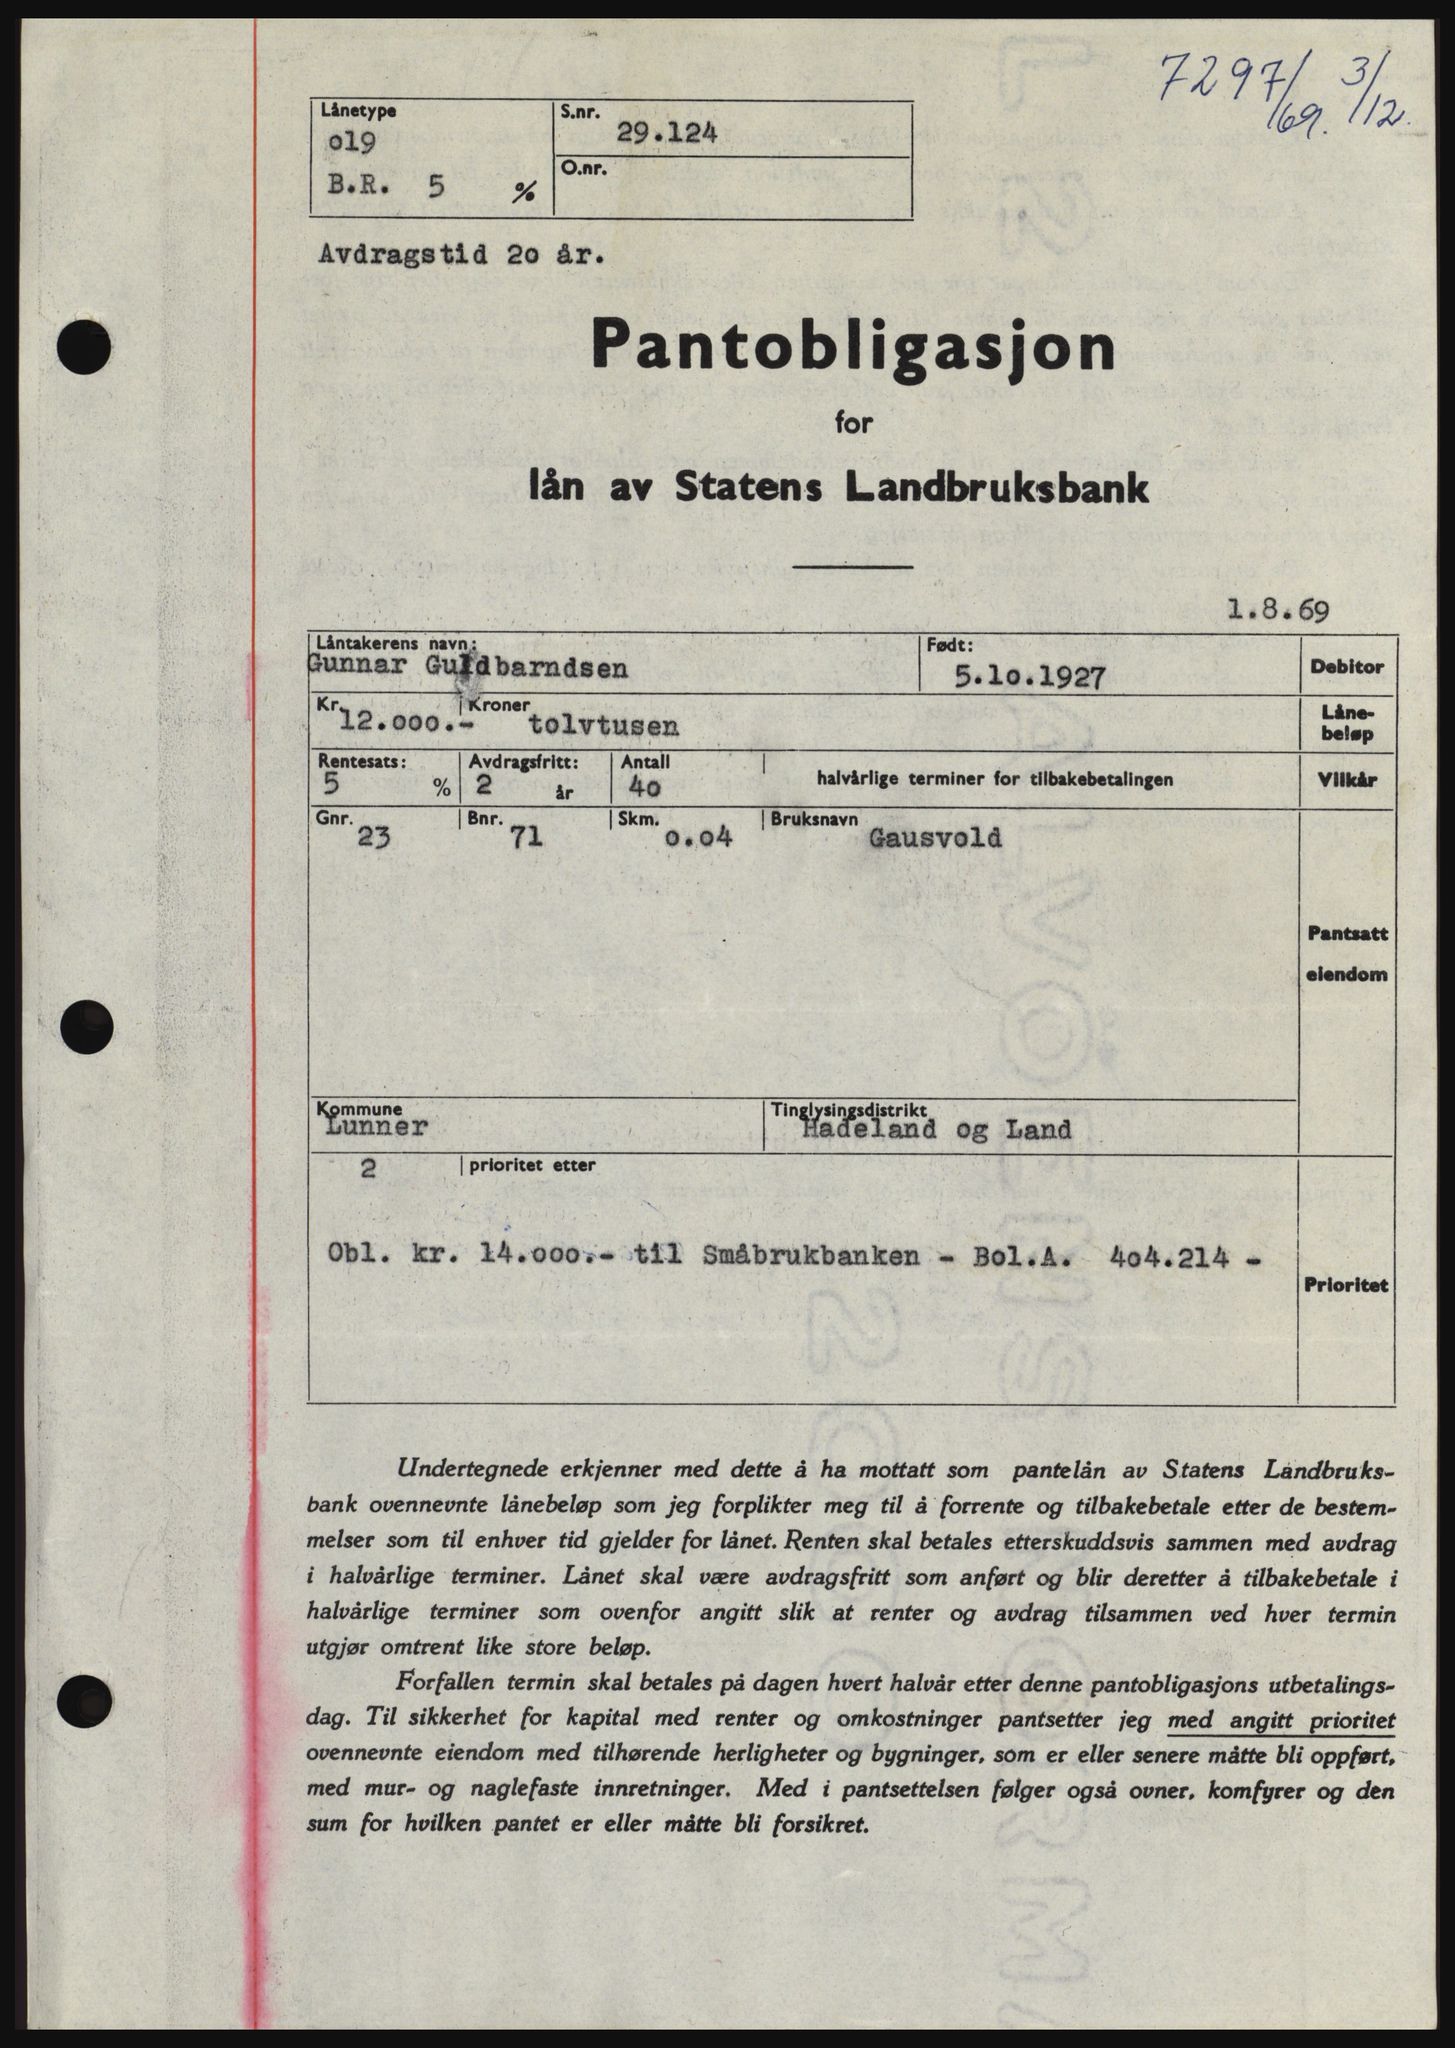 7297/69. 3/12.
Lånetype
019
B.R. 5 %
S.nr.
29.124
O.nr.
Avdragstid 20 år.
Pantobligasjon
for
lån av Statens Landbruksbank
1.8.69
Låntakerens navn: Født:
Gunnar Guldbarndsen 5.10.1927 Debitor
Kr. 12.000.- Kroner tolvtusen Låne-
beløp
Rentesats: Avdragsfritt: Antall
5 % 2 år 40 halvårlige terminer for tilbakebetalingen Vilkår
Gnr. Bnr. Skm. Bruksnavn
23 71 0.04 Gausvold
Pantsatt
eiendom
Kommune Tinglysingsdistrikt
Lunner Hadeland og Land
2 prioritet etter
Obl. kr. 14.000.- til Småbrukbanken - Bol.A. 404.214 -
Prioritet
Undertegnede erkjenner med dette å ha mottatt som pantelån av Statens Landbruks-
bank ovennevnte lånebeløp som jeg forplikter meg til å forrente og tilbakebetale etter de bestem-
melser som til enhver tid gjelder for lånet. Renten skal betales etterskuddsvis sammen med avdrag
i halvårlige terminer. Lånet skal være avdragsfritt som anført og blir deretter å tilbakebetale i
halvårlige terminer som ovenfor angitt slik at renter og avdrag tilsammen ved hver termin
utgjør omtrent like store beløp.
Forfallen termin skal betales på dagen hvert halvår etter denne pantobligasjons utbetalings-
dag. Til sikkerhet for kapital med renter og omkostninger pantsetter jeg med angitt prioritet
ovennevnte eiendom med tilhørende herligheter og bygninger, som er eller senere måtte bli oppført,
med mur- og naglefaste innretninger. Med i pantsettelsen følger også ovner, komfyrer og den
sum for hvilken pantet er eller måtte bli forsikret.